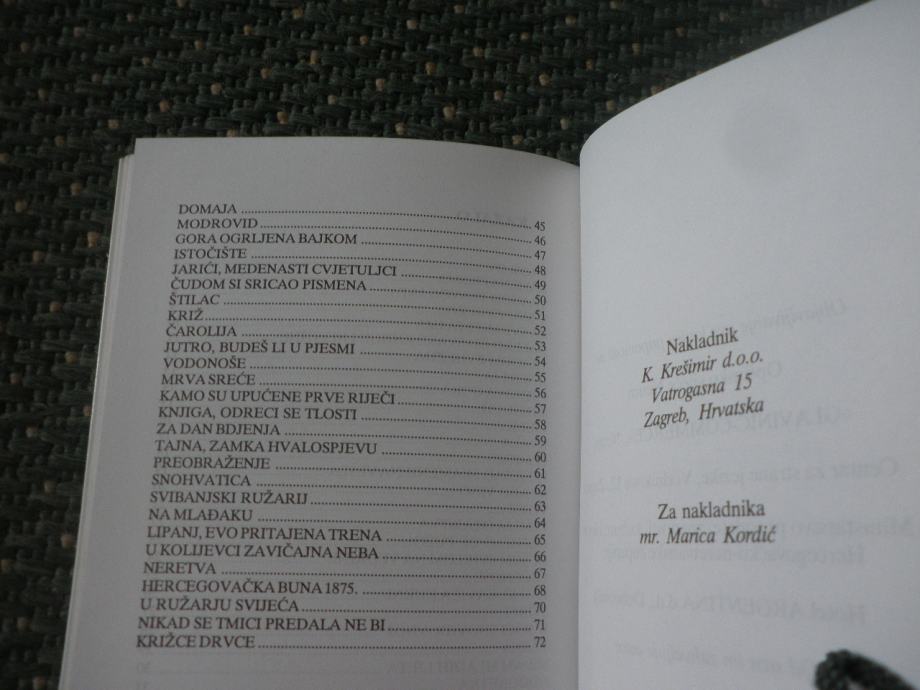 DOMAJA ........ 45
MODROVID ........ 46
GORA OGRLJENA BAJKOM ........ 47
ISTOČIŠTE ........ 48
JARIĆI, MEDENASTI CVJETULJCI ........ 49
ČUDOM SI SRICAO PISMENA ........ 50
ŠTILAC ........ 51
KRIŽ ........ 52
ČAROLIJA ........ 53
JUTRO, BUDEŠ LI U PJESMI ........ 54
VODONOŠE ........ 55
MRVA SREĆE ........ 56
KAMO SU UPUĆENE PRVE RIJEČI ........ 57
KNJIGA, ODRECI SE TLOSTI ........ 58
ZA DAN BDJENJA ........ 59
TAJNA, ZAMKA HVALOSPJEVU ........ 60
PREOBRAŽENJE ........ 61
SNOHVATICA ........ 62
SVIBANJSKI RUŽARIJ ........ 63
NA MLAĐAKU ........ 64
LIPANJ, EVO PRITAJENA TRENA ........ 65
U KOLIJEVCI ZAVIČAJNA NEBA ........ 66
NERETVA ........ 67
HERCEGOVAČKA BUNA 1875. ........ 68
U RUŽARJU SVIJEĆA ........ 70
NIKAD SE TMICI PREDALA NE BI ........ 71
KRIŽCE DRVCE ........ 72
Nakladnik
K. Krešimir d.o.o.
Vatrogasna 15
Zagreb, Hrvatska
Za nakladnika
mr. Marica Kordić